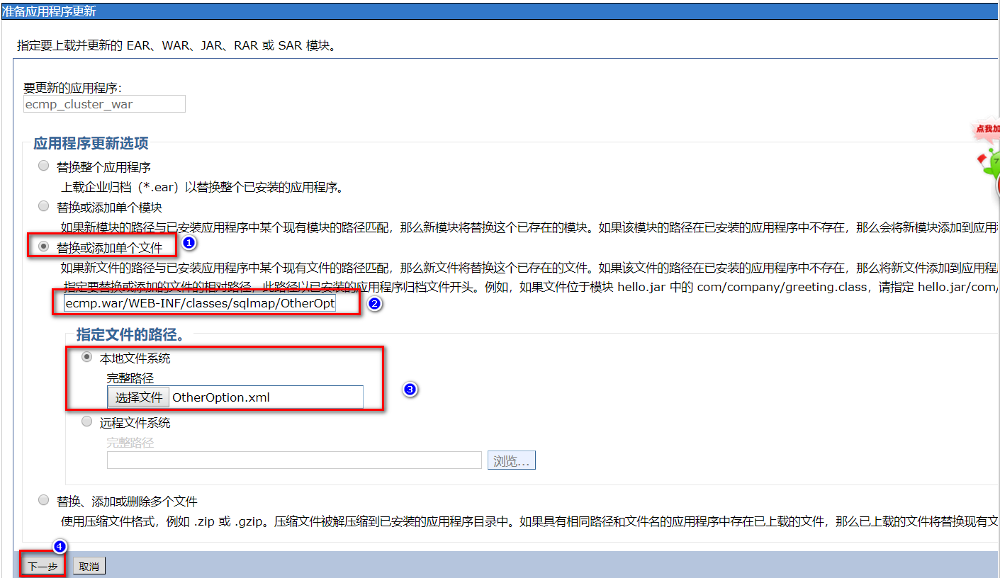 准备应用程序更新
指定要上载并更新的 EAR、WAR、JAR、RAR 或 SAR 模块。
要更新的应用程序：
ecmp_cluster_war
点我加
应用程序更新选项
替换整个应用程序
上载企业归档（*.ear）以替换整个已安装的应用程序。
替换或添加单个模块
如果新模块的路径与已安装应用程序中某个现有模块的路径匹配，那么新模块将替换这个已存在的模块。如果该模块的路径在已安装的应用程序中不存在，那么会将新模块添加到应用
替换或添加单个文件
1
如果新文件的路径与已安装应用程序中某个现有文件的路径匹配，那么新文件将替换这个已存在的文件。如果该文件的路径在已安装的应用程序中不存在，那么将新文件添加到应用程
指定要替换或添加的文件的相对路径，此路径以已安装的应用程序归档文件开头。例如，如果文件位于模块 hello.jar 中的 com/company/greeting.class，请指定 hello.jar/com/
ecmp.war/WEB-INF/classes/sqlmap/OtherOpt
2
指定文件的路径。
本地文件系统
完整路径
选择文件 OtherOption.xml
3
远程文件系统
完整路径
浏览...
替换、添加或删除多个文件
使用压缩文件格式，例如 .zip 或 .gzip。压缩文件被解压缩到已安装的应用程序目录中。如果具有相同路径和文件名的应用程序中存在已上载的文件，那么已上载的文件将替换现有文
4
下一步 取消